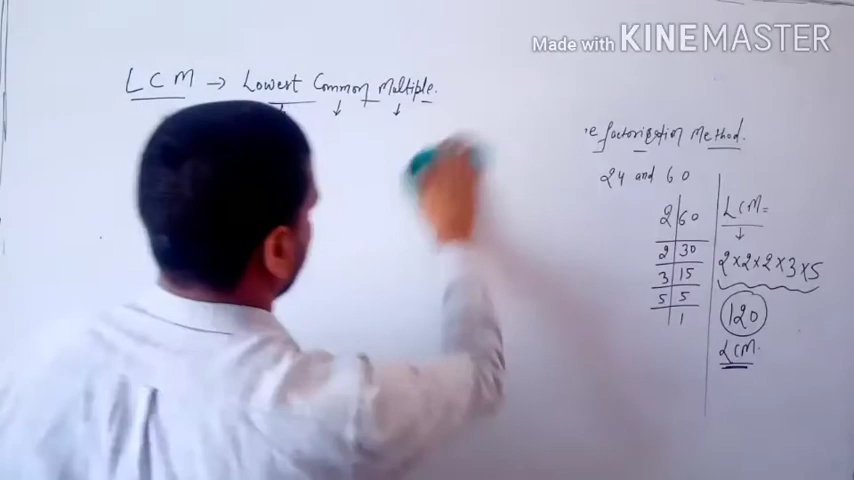 Made with KINEMASTER
LCM → Lowest Common Multiple.
e factorization Method.
24 and 60
2 60
2 30
3 15
5 5
1
LCM=
2×2×2×3×5
120
LCM.